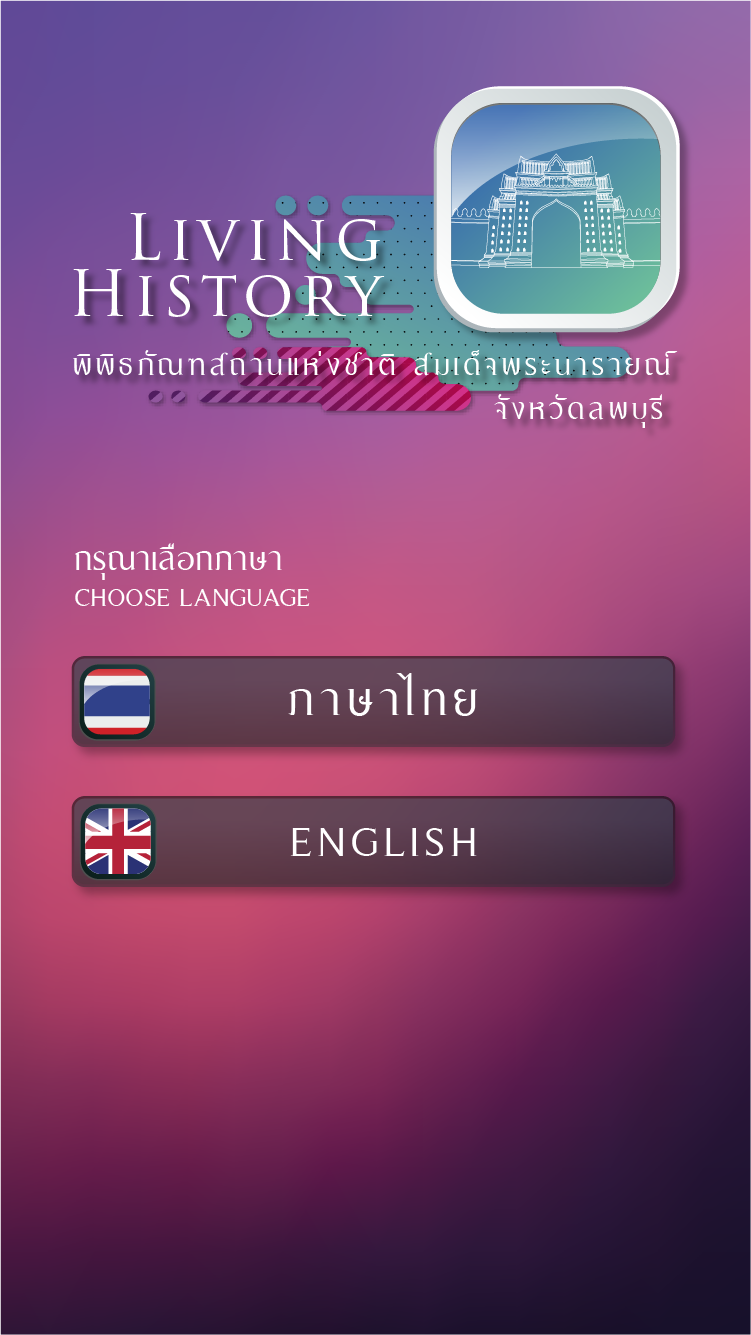 LIVING
HISTORY
พิพิธภัณฑสถานแห่งชาติ สมเด็จพระนารายณ์
จังหวัดลพบุรี
กรุณาเลือกภาษา
CHOOSE LANGUAGE
ภาษาไทย
ENGLISH